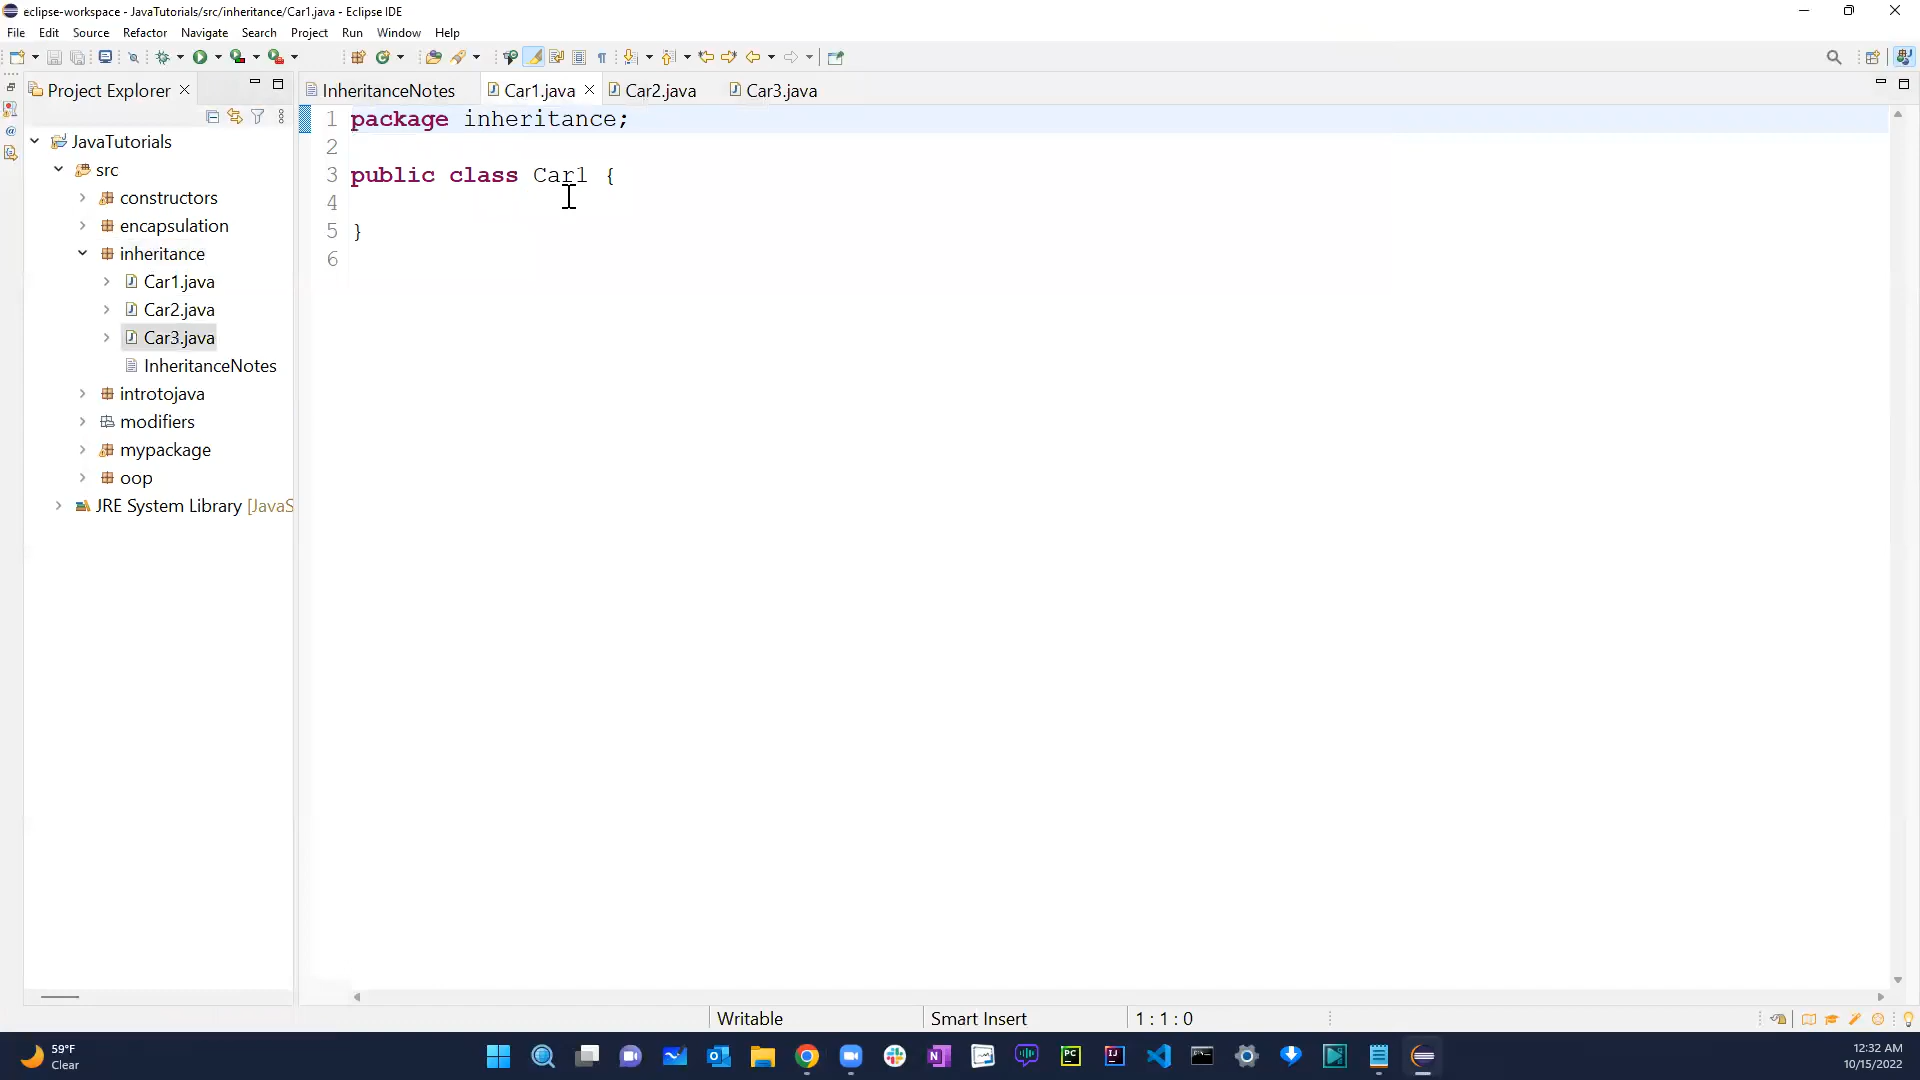 eclipse-workspace - JavaTutorials/src/inheritance/Car1.java - Eclipse IDE
File Edit Source Refactor Navigate Search Project Run Window Help
Project Explorer
InheritanceNotes Car1.java Car2.java Car3.java
JavaTutorials
src
constructors
encapsulation
inheritance
Car1.java
Car2.java
Car3.java
InheritanceNotes
introtojava
modifiers
mypackage
oop
JRE System Library [JavaS
1 package inheritance;
2
3 public class Car1 {
4
5 }
6
Writable Smart Insert 1 : 1 : 0
59°F
Clear
12:32 AM
10/15/2022